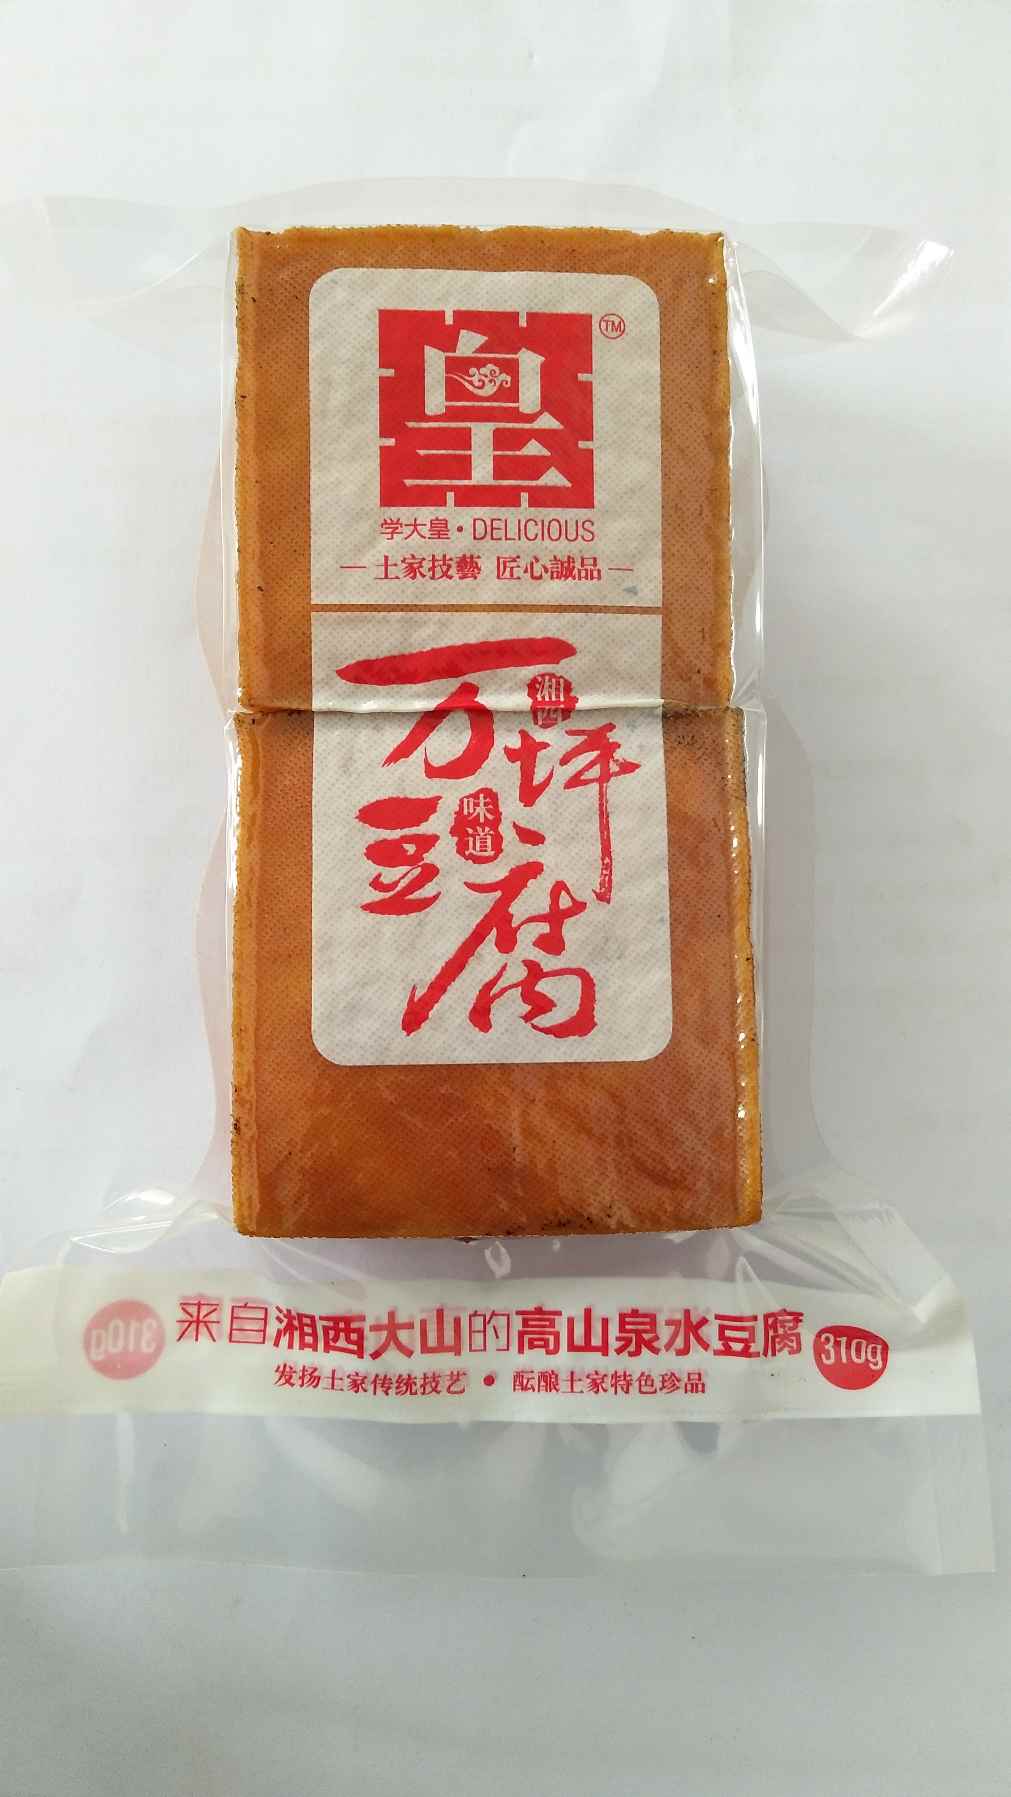 皇
TM
学大皇·DELICIOUS
土家技藝 匠心誠品
万坪
湘西
豆腐
味道
310g
来自湘西大山的高山泉水豆腐
310g
发扬土家传统技艺 • 酝酿土家特色珍品